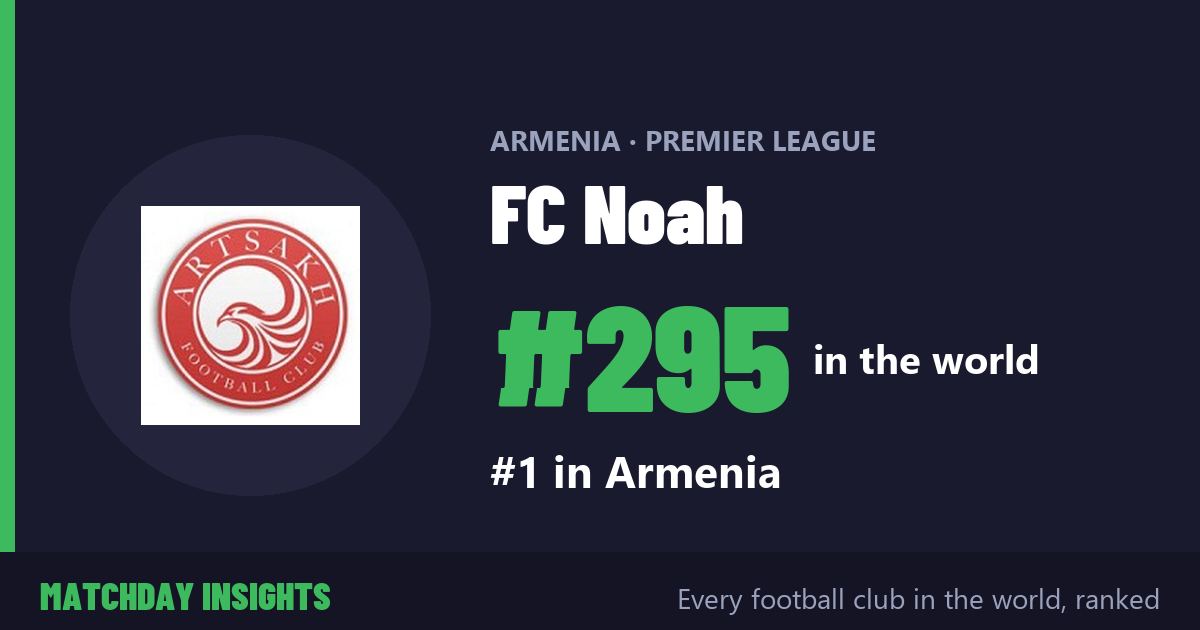 ARMENIA · PREMIER LEAGUE
FC Noah
ARTSAKH
FOOTBALL CLUB
#295 in the world
#1 in Armenia
MATCHDAY INSIGHTS
Every football club in the world, ranked